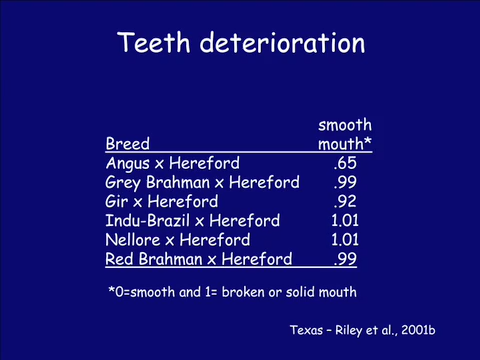 Teeth deterioration
smooth
Breed mouth*
Angus x Hereford .65
Grey Brahman x Hereford .99
Gir x Hereford .92
Indu-Brazil x Hereford 1.01
Nellore x Hereford 1.01
Red Brahman x Hereford .99
*0=smooth and 1= broken or solid mouth
Texas – Riley et al., 2001b